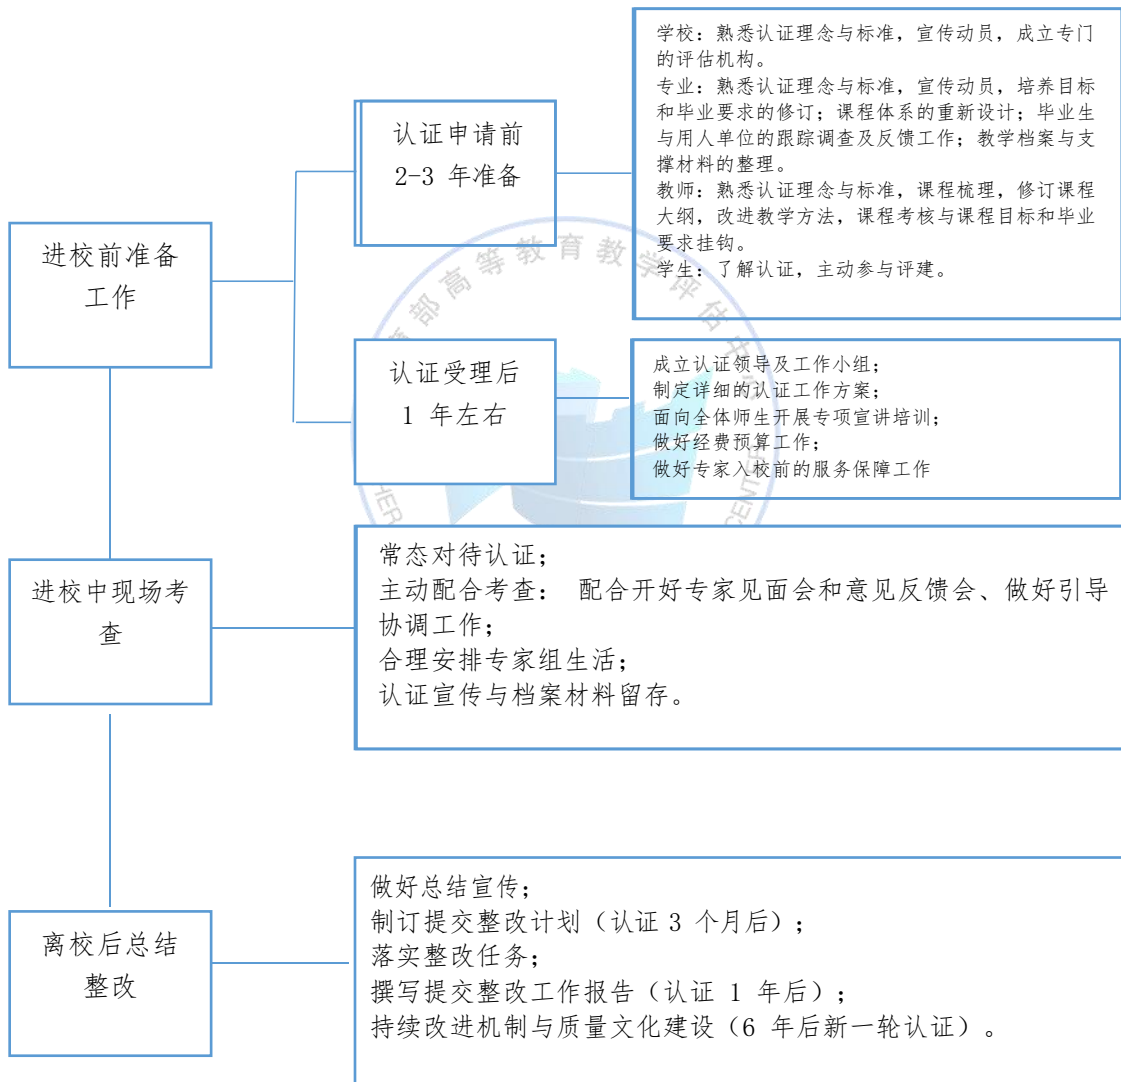 学校：熟悉认证理念与标准，宣传动员，成立专门
的评估机构。
专业：熟悉认证理念与标准，宣传动员，培养目标
和毕业要求的修订；课程体系的重新设计；毕业生
与用人单位的跟踪调查及反馈工作；教学档案与支
撑材料的整理。
教师：熟悉认证理念与标准，课程梳理，修订课程
大纲，改进教学方法，课程考核与课程目标和毕业
要求挂钩。
学生：了解认证，主动参与评建。
认证申请前
2-3 年准备
进校前准备
工作
部高等教育教学评估中
HER
CENTER
认证受理后
1 年左右
成立认证领导及工作小组；
制定详细的认证工作方案；
面向全体师生开展专项宣讲培训；
做好经费预算工作；
做好专家入校前的服务保障工作
进校中现场考
查
常态对待认证；
主动配合考查： 配合开好专家见面会和意见反馈会、做好引导
协调工作；
合理安排专家组生活；
认证宣传与档案材料留存。
离校后总结
整改
做好总结宣传；
制订提交整改计划（认证 3 个月后）；
落实整改任务；
撰写提交整改工作报告（认证 1 年后）；
持续改进机制与质量文化建设（6 年后新一轮认证）。